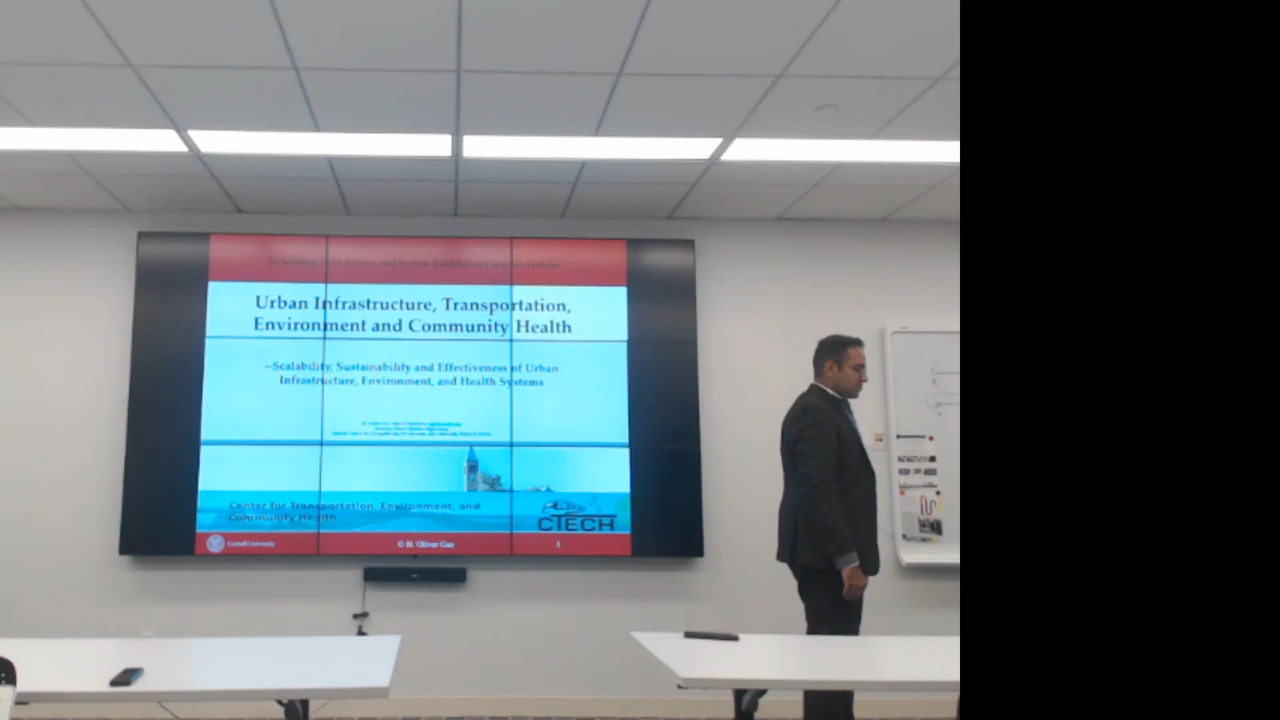 Technology, Data Science, and Systems Analytics of Complex Systems
Urban Infrastructure, Transportation,
Environment and Community Health
--Scalability, Sustainability and Effectiveness of Urban
Infrastructure, Environment, and Health Systems
Center for Transportation, Environment, and
Community Health
CTECH
Cornell University
© H. Oliver Gao
1